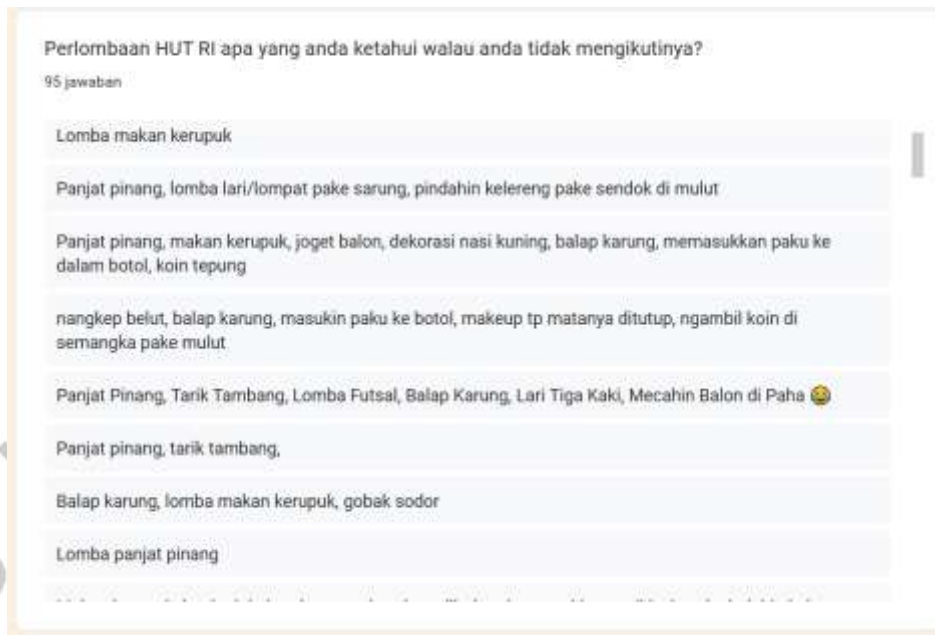 Perlombaan HUT RI apa yang anda ketahui walau anda tidak mengikutinya?
95 jawaban
Lomba makan kerupuk
Panjat pinang, lomba lari/lompat pake sarung, pindahin kelereng pake sendok di mulut
Panjat pinang, makan kerupuk, joget balon, dekorasi nasi kuning, balap karung, memasukkan paku ke
dalam botol, koin tepung
nangkep belut, balap karung, masukin paku ke botol, makeup tp matanya ditutup, ngambil koin di
semangka pake mulut
Panjat Pinang, Tarik Tambang, Lomba Futsal, Balap Karung, Lari Tiga Kaki, Mecahin Balon di Paha 😂
Panjat pinang, tarik tambang,
Balap karung, lomba makan kerupuk, gobak sodor
Lomba panjat pinang